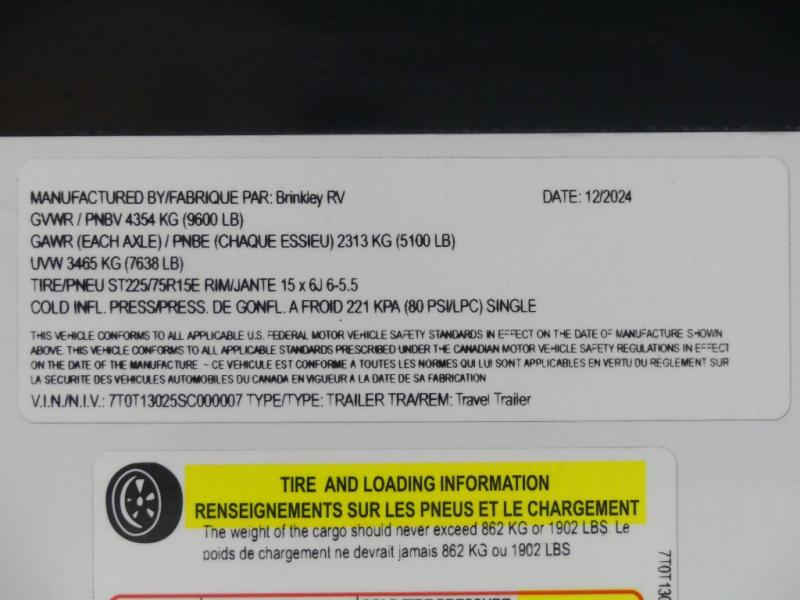 MANUFACTURED BY/FABRIQUE PAR: Brinkley RV DATE: 12/2024
GVWR / PNBV 4354 KG (9600 LB)
GAWR (EACH AXLE) / PNBE (CHAQUE ESSIEU) 2313 KG (5100 LB)
UVW 3465 KG (7638 LB)
TIRE/PNEU ST225/75R15E RIM/JANTE 15 x 6J 6-5.5
COLD INFL. PRESS/PRESS. DE GONFL. A FROID 221 KPA (80 PSI/LPC) SINGLE
THIS VEHICLE CONFORMS TO ALL APPLICABLE U.S. FEDERAL MOTOR VEHICLE SAFETY STANDARDS IN EFFECT ON THE DATE OF MANUFACTURE SHOWN
ABOVE. THIS VEHICLE CONFORMS TO ALL APPLICABLE STANDARDS PRESCRIBED UNDER THE CANADIAN MOTOR VEHICLE SAFETY REGULATIONS IN EFFECT
ON THE DATE OF THE MANUFACTURE. ~ CE VEHICULE EST CONFORME A TOUTES LES NORMES QUI LUI SONT APPLICABLES EN VERTU DU REGLEMENT SUR
LA SECURITE DES VEHICULES AUTOMOBILES DU CANADA EN VIGUEUR A LA DATE DE SA FABRICATION
V.I.N./N.I.V.: 7T0T13025SC000007 TYPE/TYPE: TRAILER TRA/REM: Travel Trailer
TIRE AND LOADING INFORMATION
RENSEIGNEMENTS SUR LES PNEUS ET LE CHARGEMENT
The weight of the cargo should never exceed 862 KG or 1902 LBS. Le
poids de chargement ne devrait jamais 862 KG ou 1902 LBS
7T0T130